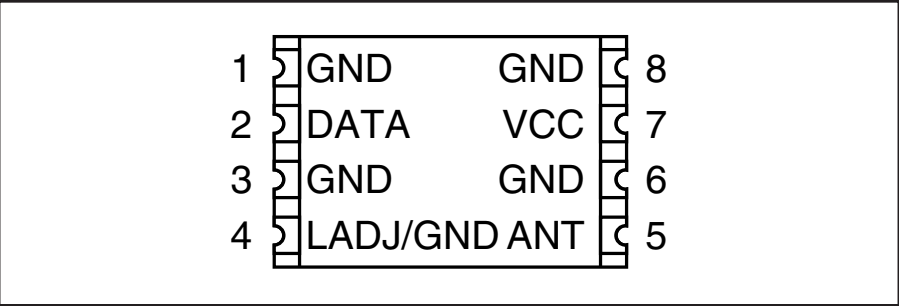 1 GND GND 8
2 DATA VCC 7
3 GND GND 6
4 LADJ/GND ANT 5